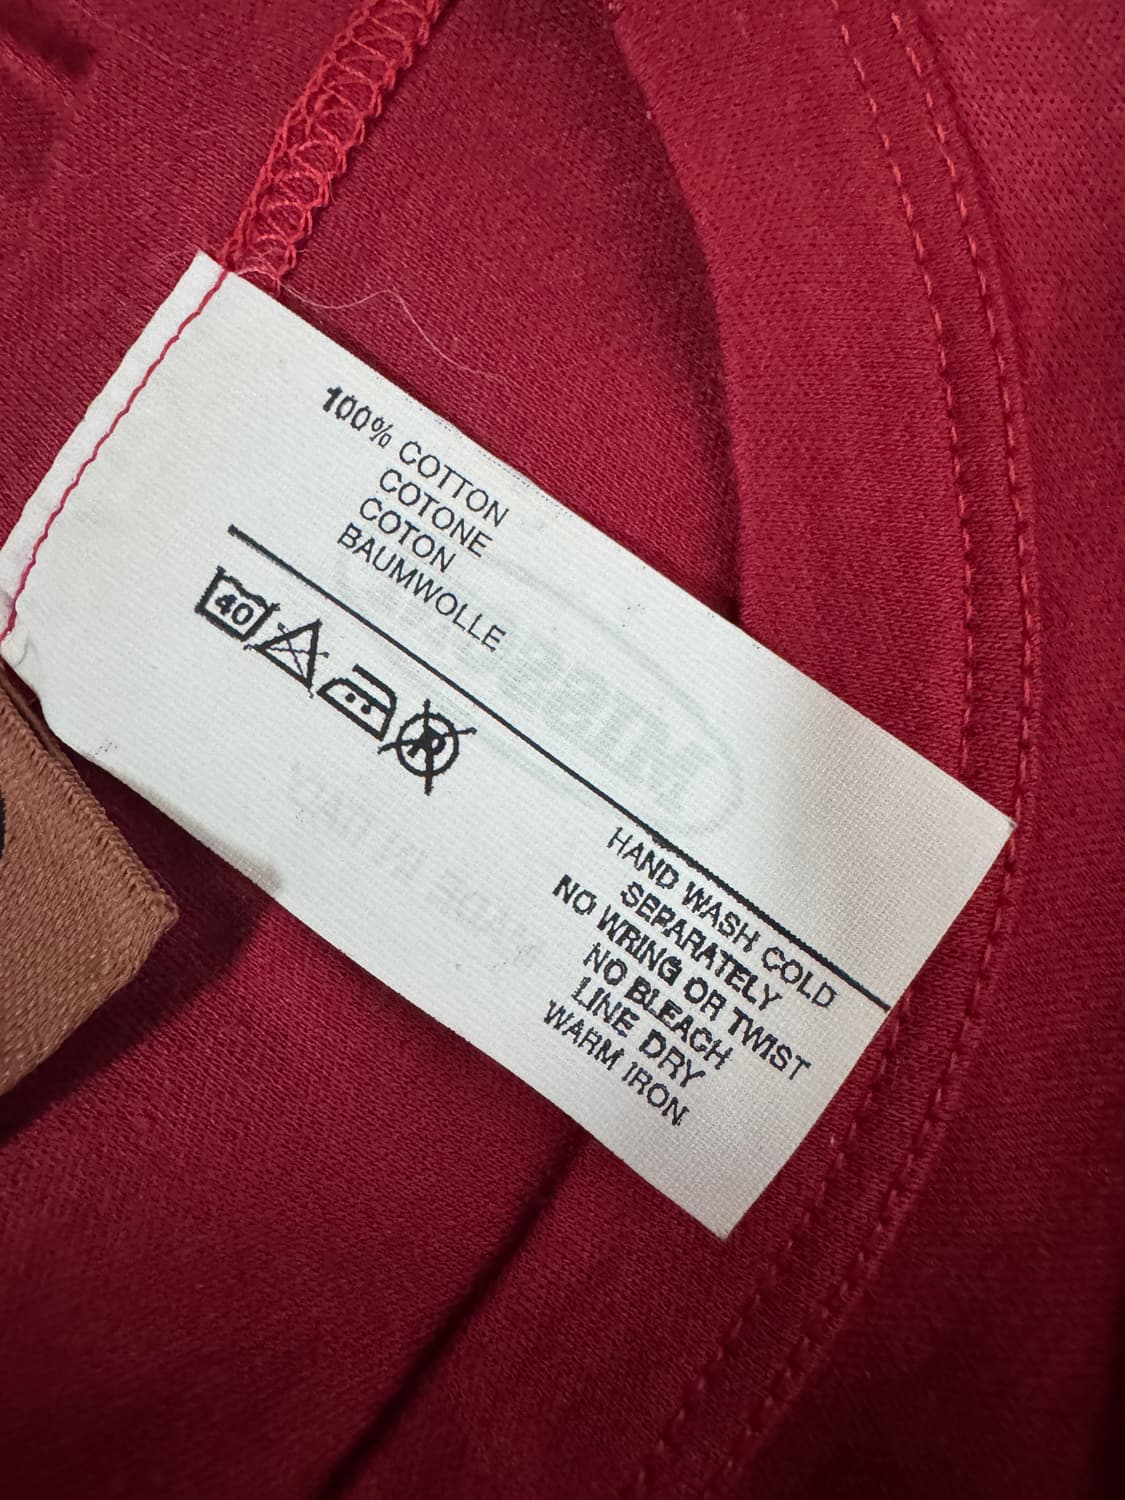 100% COTTON
COTONE
COTON
BAUMWOLLE
40
P
HAND WASH COLD
SEPARATELY
NO WRING OR TWIST
NO BLEACH
LINE DRY
WARM IRON